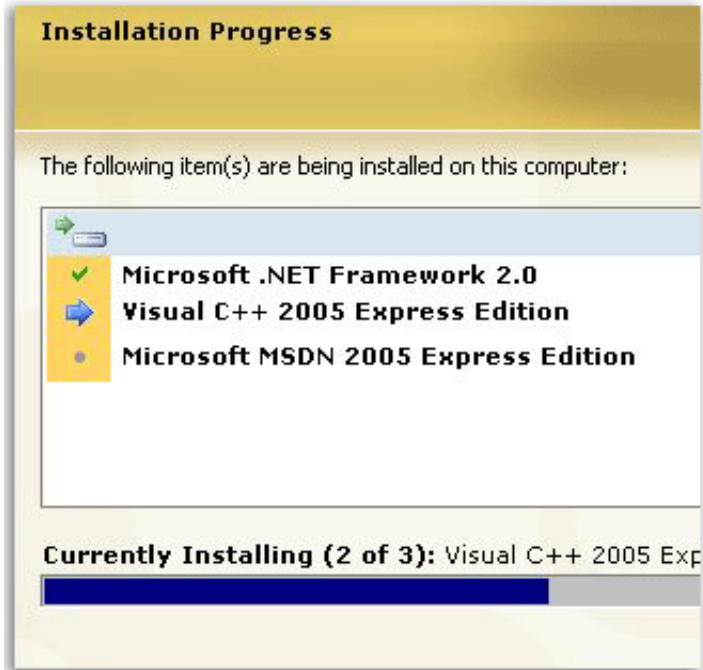 Installation Progress
The following item(s) are being installed on this computer:
Microsoft .NET Framework 2.0
Visual C++ 2005 Express Edition
Microsoft MSDN 2005 Express Edition
Currently Installing (2 of 3): Visual C++ 2005 Exp